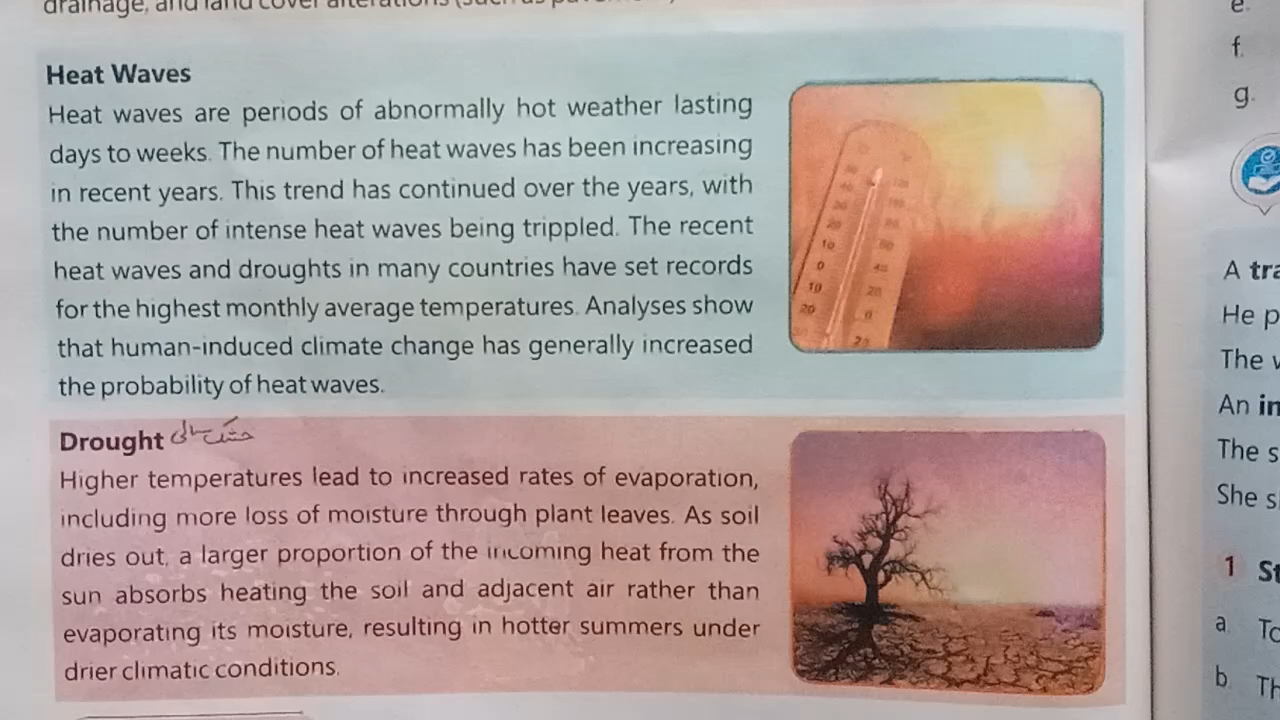 Heat Waves
Heat waves are periods of abnormally hot weather lasting
days to weeks. The number of heat waves has been increasing
in recent years. This trend has continued over the years, with
the number of intense heat waves being trippled. The recent
heat waves and droughts in many countries have set records
for the highest monthly average temperatures. Analyses show
that human-induced climate change has generally increased
the probability of heat waves.
Drought خشک سالی
Higher temperatures lead to increased rates of evaporation,
including more loss of moisture through plant leaves. As soil
dries out, a larger proportion of the incoming heat from the
sun absorbs heating the soil and adjacent air rather than
evaporating its moisture, resulting in hotter summers under
drier climatic conditions.
e.
f.
g.
A
He
The
An
The
She
1
a
b